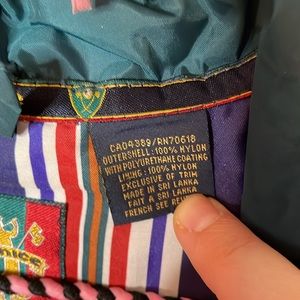 CA04389/RN70618
OUTERSHELL: 100% NYLON
WITH POLYURETHANE COATING
LINING: 100% NYLON
EXCLUSIVE OF TRIM
MADE IN SRI LANKA
FAIT À SRI LANKA
FRENCH SEE RE